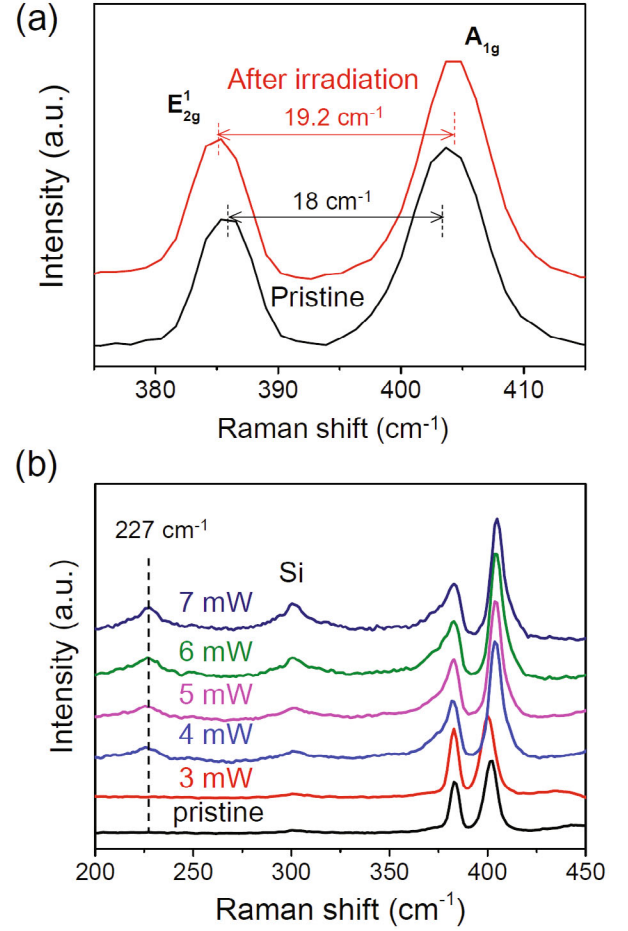 (a)
A1g
E¹2g
After irradiation
19.2 cm⁻¹
18 cm⁻¹
Pristine
Intensity (a.u.)
380 390 400 410
Raman shift (cm⁻¹)
(b)
227 cm⁻¹
Si
7 mW
6 mW
5 mW
4 mW
3 mW
pristine
Intensity (a.u.)
200 250 300 350 400 450
Raman shift (cm⁻¹)